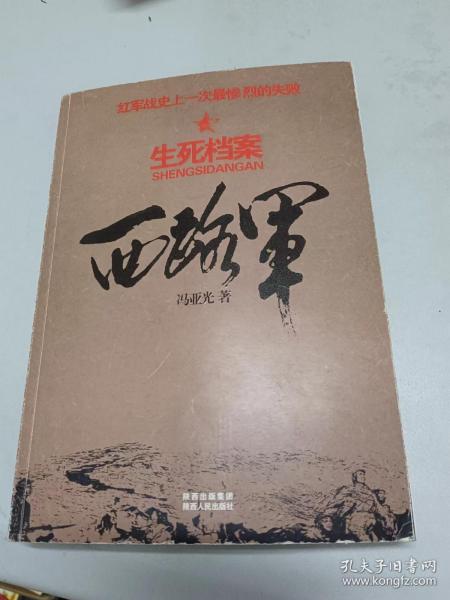 红军战史上一次最惨烈的失败
生死档案
SHENGSIDANGAN
西路军
冯亚光 著
陕西出版集团
陕西人民出版社
孔夫子旧书网
www.kongfz.com